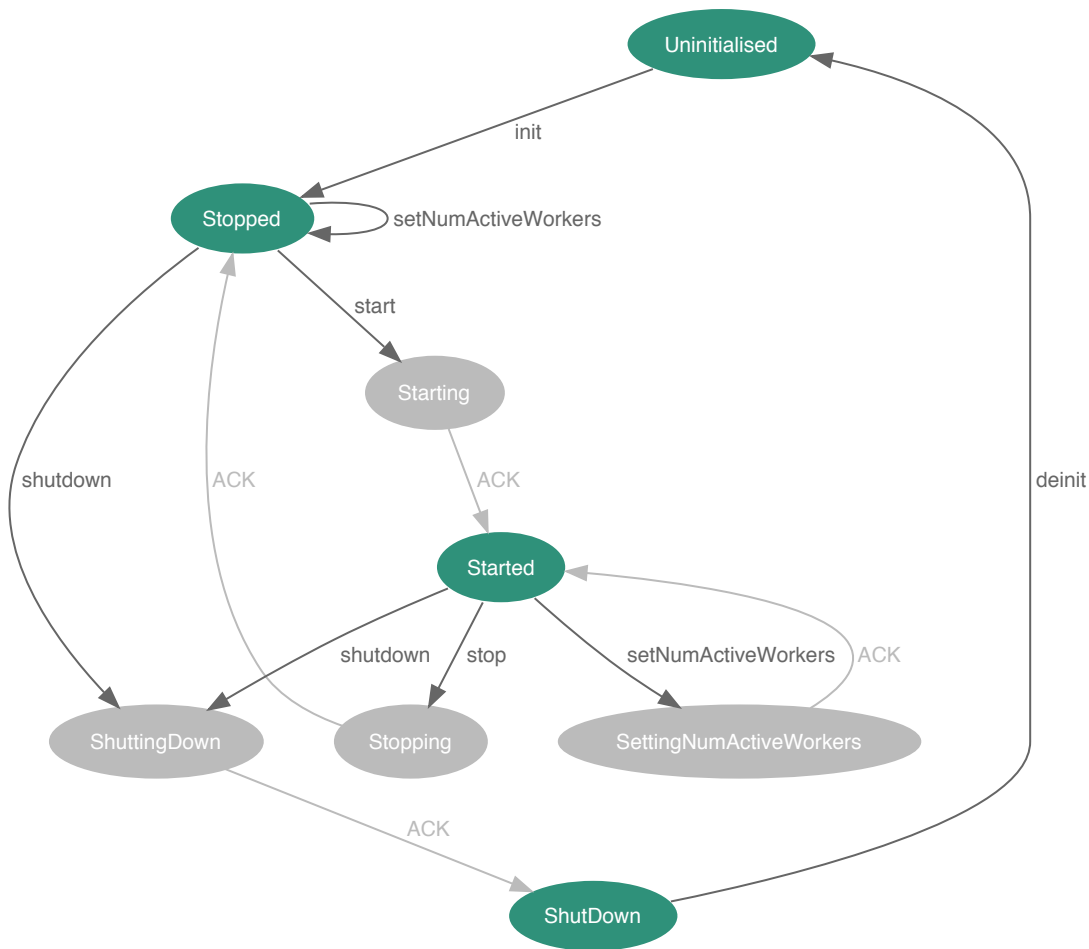 Uninitialised
init
Stopped
setNumActiveWorkers
start
Starting
shutdown
ACK
ACK
deinit
Started
shutdown
stop
setNumActiveWorkers
ACK
ShuttingDown
Stopping
SettingNumActiveWorkers
ACK
ShutDown